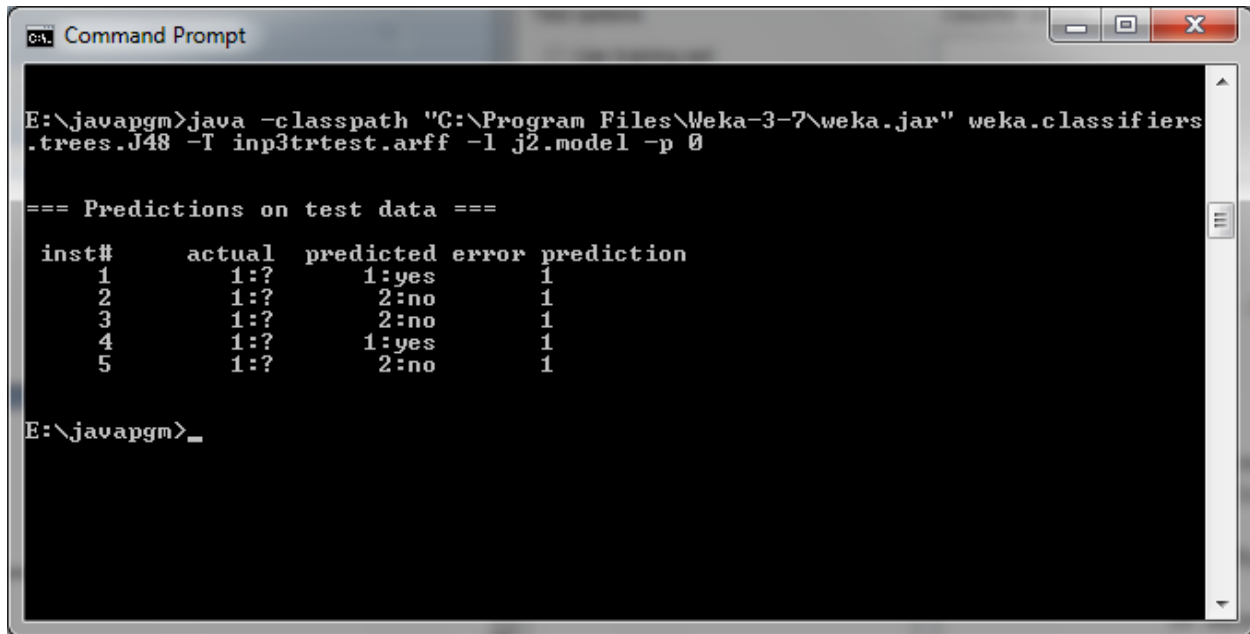 Command Prompt
E:\javapgm>java -classpath "C:\Program Files\Weka-3-7\weka.jar" weka.classifiers
.trees.J48 -T inp3trtest.arff -l j2.model -p 0
=== Predictions on test data ===
inst# actual predicted error prediction
1 1:? 1:yes 1
2 1:? 2:no 1
3 1:? 2:no 1
4 1:? 1:yes 1
5 1:? 2:no 1
E:\javapgm>_